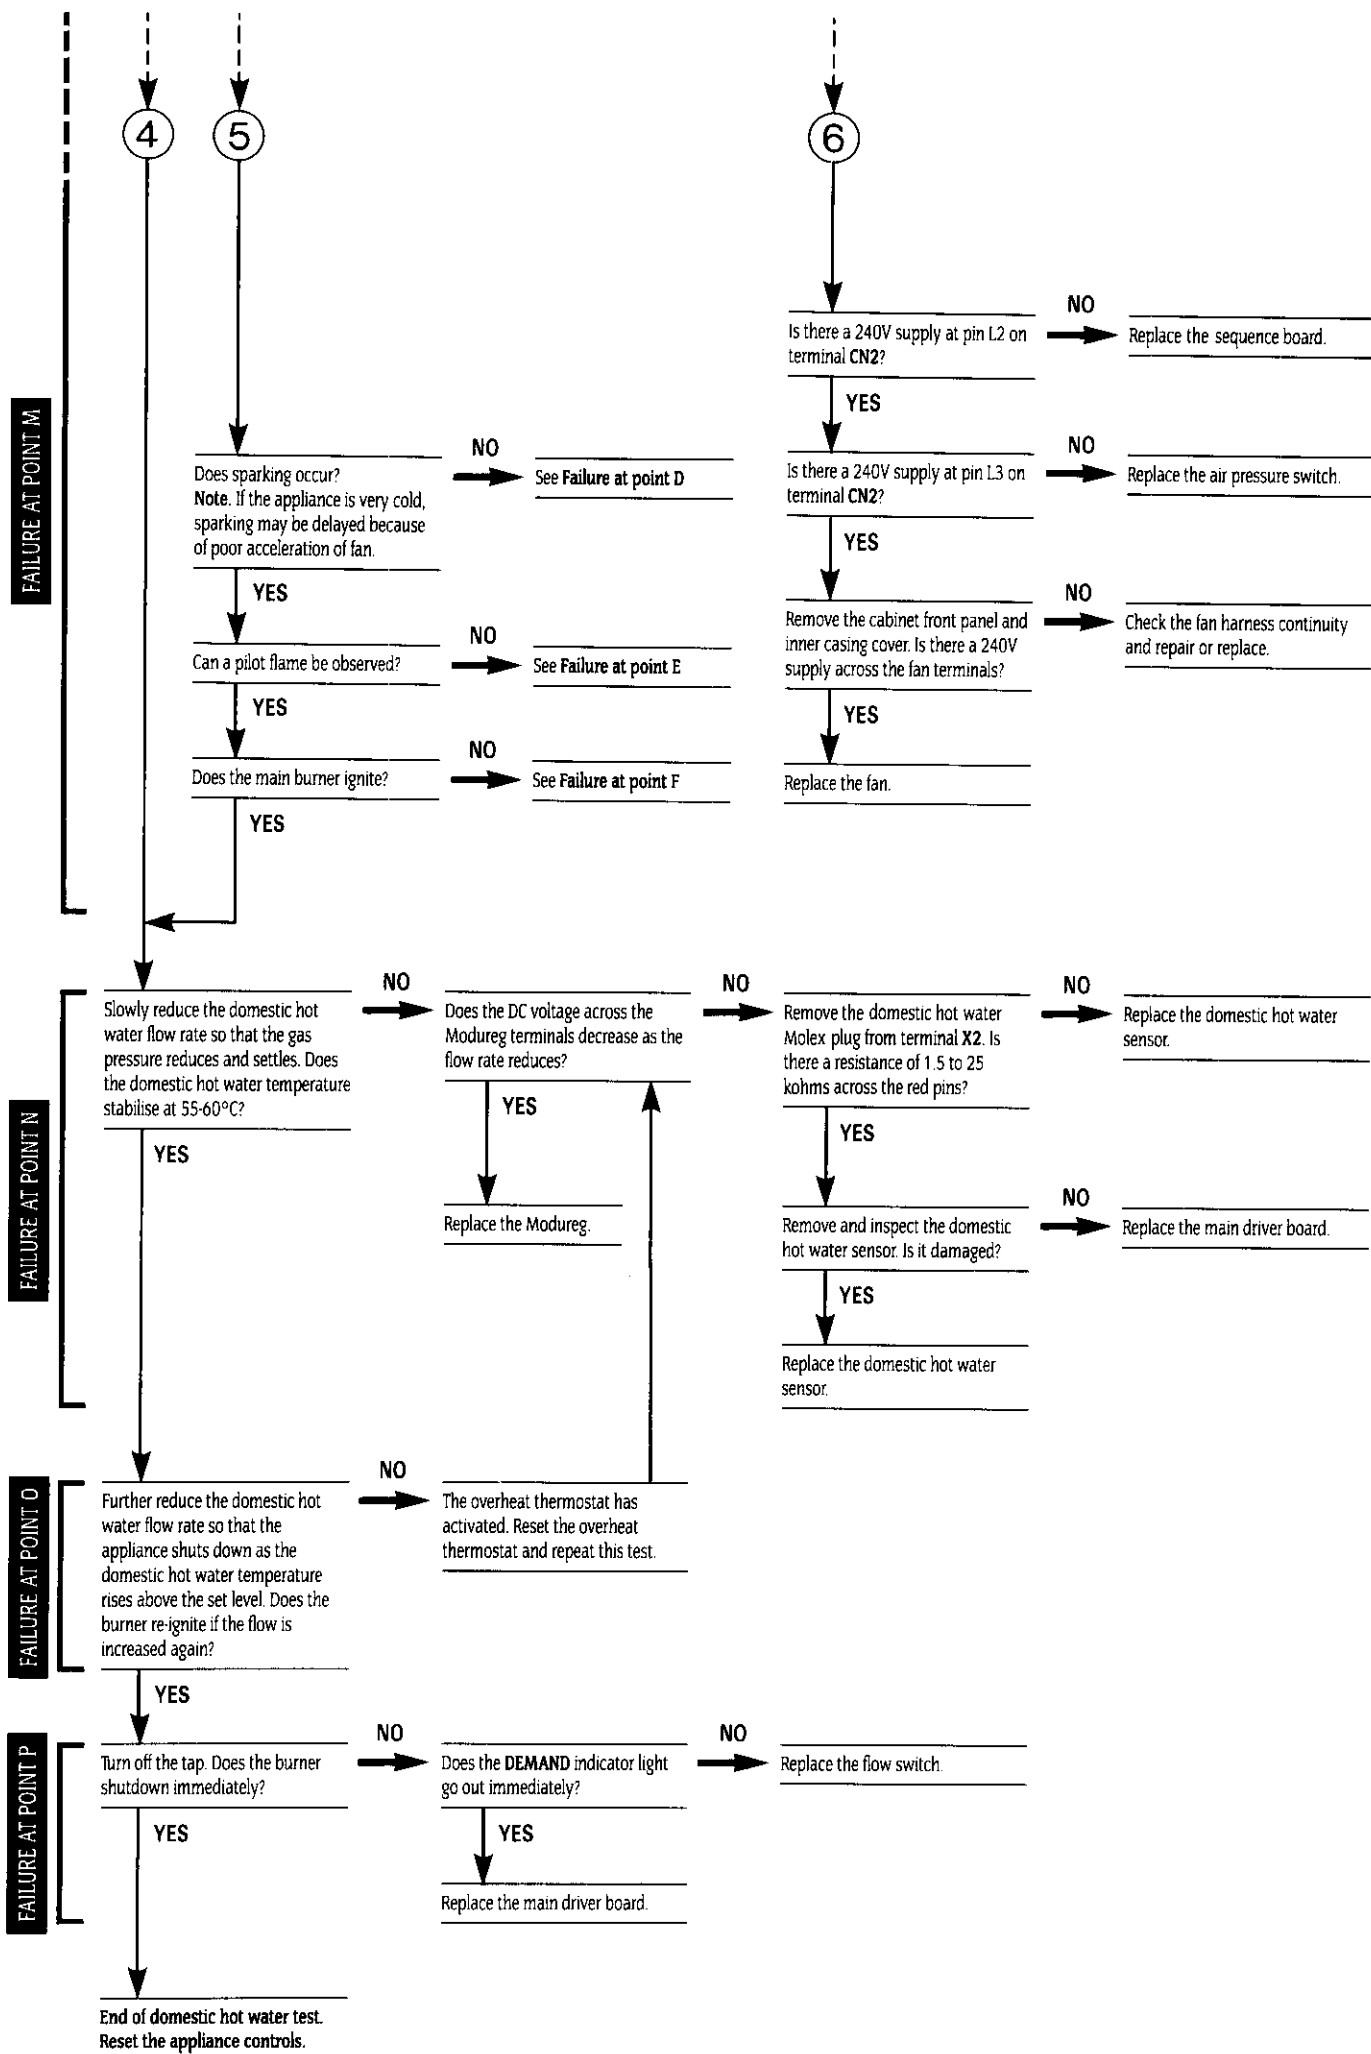 4
5
6
FAILURE AT POINT M
Is there a 240V supply at pin L2 on
terminal CN2?
NO
Replace the sequence board.
YES
Is there a 240V supply at pin L3 on
terminal CN2?
NO
Replace the air pressure switch.
YES
Does sparking occur?
Note. If the appliance is very cold,
sparking may be delayed because
of poor acceleration of fan.
NO
See Failure at point D
YES
Remove the cabinet front panel and
inner casing cover. Is there a 240V
supply across the fan terminals?
NO
Check the fan harness continuity
and repair or replace.
YES
Replace the fan.
Can a pilot flame be observed?
NO
See Failure at point E
YES
Does the main burner ignite?
NO
See Failure at point F
YES
FAILURE AT POINT N
Slowly reduce the domestic hot
water flow rate so that the gas
pressure reduces and settles. Does
the domestic hot water temperature
stabilise at 55-60°C?
NO
Does the DC voltage across the
Modureg terminals decrease as the
flow rate reduces?
NO
Remove the domestic hot water
Molex plug from terminal X2. Is
there a resistance of 1.5 to 25
kohms across the red pins?
NO
Replace the domestic hot water
sensor.
YES
YES
YES
Replace the Modureg.
Remove and inspect the domestic
hot water sensor. Is it damaged?
NO
Replace the main driver board.
YES
Replace the domestic hot water
sensor.
FAILURE AT POINT O
Further reduce the domestic hot
water flow rate so that the
appliance shuts down as the
domestic hot water temperature
rises above the set level. Does the
burner re-ignite if the flow is
increased again?
NO
The overheat thermostat has
activated. Reset the overheat
thermostat and repeat this test.
YES
FAILURE AT POINT P
Turn off the tap. Does the burner
shutdown immediately?
NO
Does the DEMAND indicator light
go out immediately?
NO
Replace the flow switch.
YES
YES
Replace the main driver board.
End of domestic hot water test.
Reset the appliance controls.